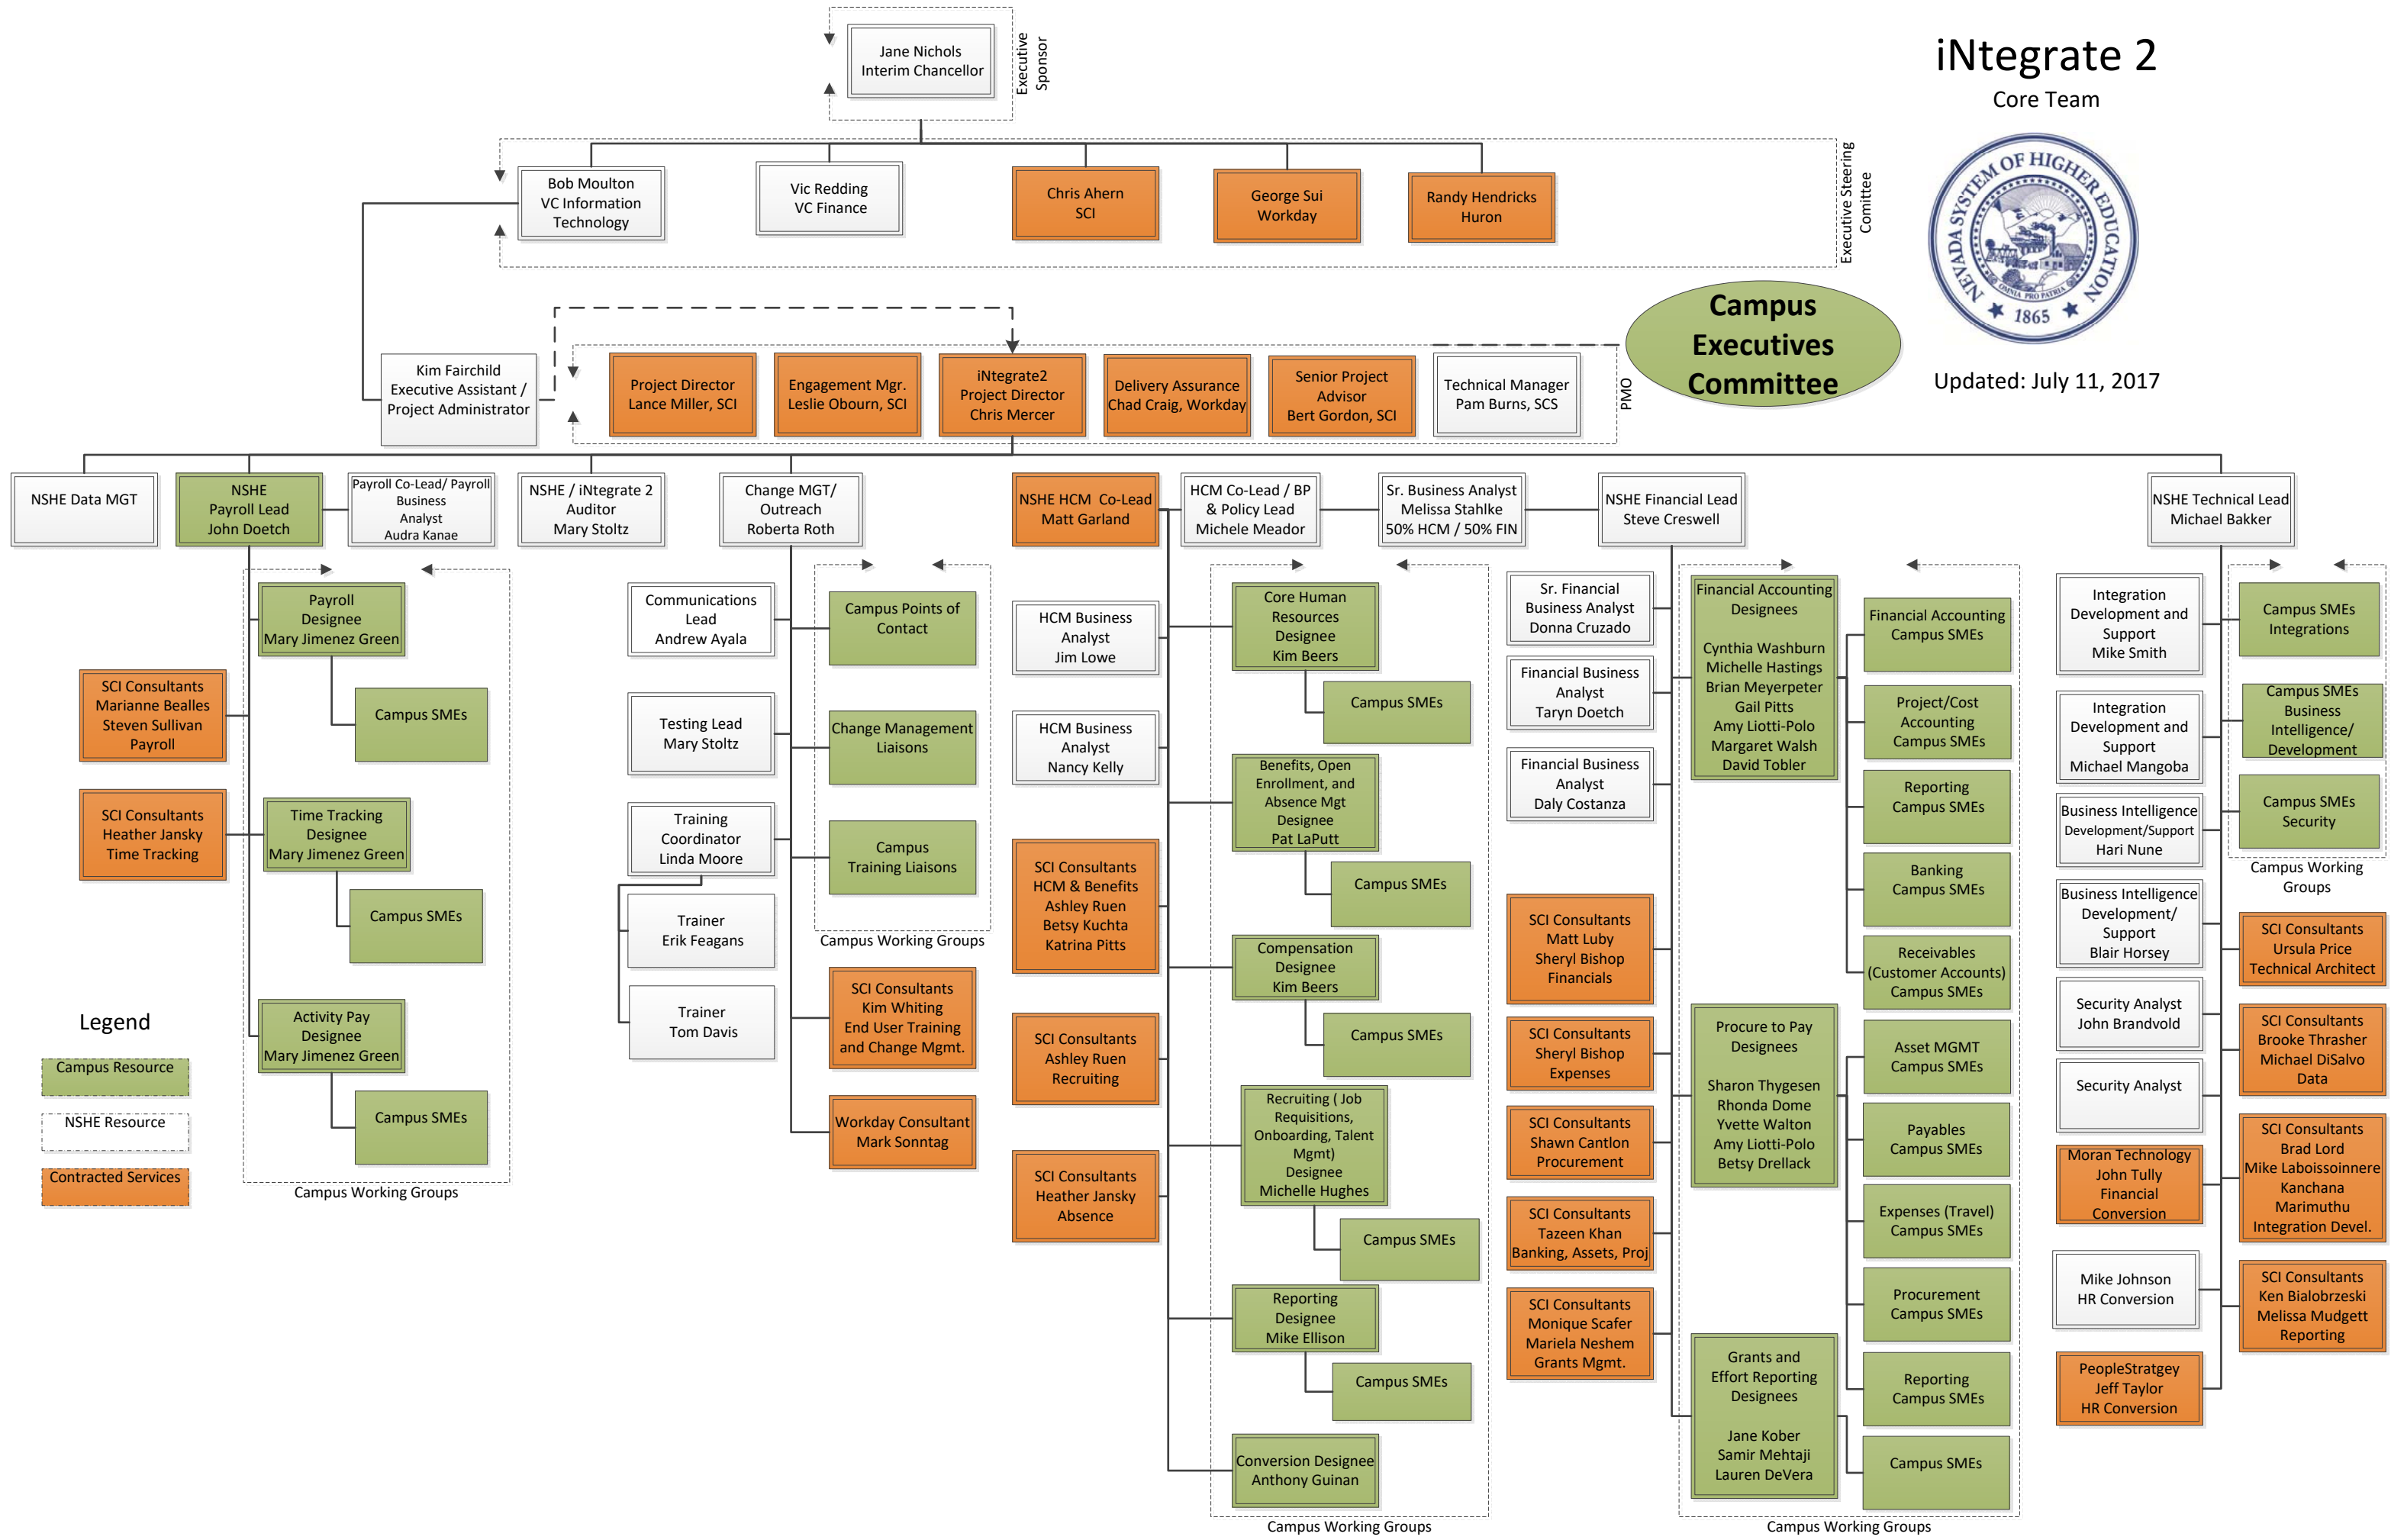 Jane Nichols
Interim Chancellor
Executive
Sponsor
iNtegrate 2
Core Team
NEVADA SYSTEM OF HIGHER EDUCATION
OMNIA PRO PATRIA
1865
Updated: July 11, 2017
Bob Moulton
VC Information
Technology
Vic Redding
VC Finance
Chris Ahern
SCI
George Sui
Workday
Randy Hendricks
Huron
Executive Steering
Comittee
Campus
Executives
Committee
Kim Fairchild
Executive Assistant /
Project Administrator
Project Director
Lance Miller, SCI
Engagement Mgr.
Leslie Obourn, SCI
iNtegrate2
Project Director
Chris Mercer
Delivery Assurance
Chad Craig, Workday
Senior Project
Advisor
Bert Gordon, SCI
Technical Manager
Pam Burns, SCS
PMO
NSHE Data MGT
NSHE
Payroll Lead
John Doetch
Payroll Co-Lead/ Payroll
Business
Analyst
Audra Kanae
NSHE / iNtegrate 2
Auditor
Mary Stoltz
Change MGT/
Outreach
Roberta Roth
NSHE HCM  Co-Lead
Matt Garland
HCM Co-Lead / BP
& Policy Lead
Michele Meador
Sr. Business Analyst
Melissa Stahlke
50% HCM / 50% FIN
NSHE Financial Lead
Steve Creswell
NSHE Technical Lead
Michael Bakker
Payroll
Designee
Mary Jimenez Green
Campus SMEs
SCI Consultants
Marianne Bealles
Steven Sullivan
Payroll
SCI Consultants
Heather Jansky
Time Tracking
Time Tracking
Designee
Mary Jimenez Green
Campus SMEs
Activity Pay
Designee
Mary Jimenez Green
Campus SMEs
Campus Working Groups
Legend
Campus Resource
NSHE Resource
Contracted Services
Communications
Lead
Andrew Ayala
Testing Lead
Mary Stoltz
Training
Coordinator
Linda Moore
Trainer
Erik Feagans
Trainer
Tom Davis
Campus Points of
Contact
Change Management
Liaisons
Campus
Training Liaisons
Campus Working Groups
SCI Consultants
Kim Whiting
End User Training
and Change Mgmt.
Workday Consultant
Mark Sonntag
HCM Business
Analyst
Jim Lowe
HCM Business
Analyst
Nancy Kelly
SCI Consultants
HCM & Benefits
Ashley Ruen
Betsy Kuchta
Katrina Pitts
SCI Consultants
Ashley Ruen
Recruiting
SCI Consultants
Heather Jansky
Absence
Core Human
Resources
Designee
Kim Beers
Campus SMEs
Benefits, Open
Enrollment, and
Absence Mgt
Designee
Pat LaPutt
Campus SMEs
Compensation
Designee
Kim Beers
Campus SMEs
Recruiting ( Job
Requisitions,
Onboarding, Talent
Mgmt)
Designee
Michelle Hughes
Campus SMEs
Reporting
Designee
Mike Ellison
Campus SMEs
Conversion Designee
Anthony Guinan
Campus Working Groups
Sr. Financial
Business Analyst
Donna Cruzado
Financial Business
Analyst
Taryn Doetch
Financial Business
Analyst
Daly Costanza
SCI Consultants
Matt Luby
Sheryl Bishop
Financials
SCI Consultants
Sheryl Bishop
Expenses
SCI Consultants
Shawn Cantlon
Procurement
SCI Consultants
Tazeen Khan
Banking, Assets, Proj
SCI Consultants
Monique Scafer
Mariela Neshem
Grants Mgmt.
Financial Accounting
Designees
Cynthia Washburn
Michelle Hastings
Brian Meyerpeter
Gail Pitts
Amy Liotti-Polo
Margaret Walsh
David Tobler
Procure to Pay
Designees
Sharon Thygesen
Rhonda Dome
Yvette Walton
Amy Liotti-Polo
Betsy Drellack
Grants and
Effort Reporting
Designees
Jane Kober
Samir Mehtaji
Lauren DeVera
Financial Accounting
Campus SMEs
Project/Cost
Accounting
Campus SMEs
Reporting
Campus SMEs
Banking
Campus SMEs
Receivables
(Customer Accounts)
Campus SMEs
Asset MGMT
Campus SMEs
Payables
Campus SMEs
Expenses (Travel)
Campus SMEs
Procurement
Campus SMEs
Reporting
Campus SMEs
Campus SMEs
Campus Working Groups
Integration
Development and
Support
Mike Smith
Integration
Development and
Support
Michael Mangoba
Business Intelligence
Development/Support
Hari Nune
Business Intelligence
Development/
Support
Blair Horsey
Security Analyst
John Brandvold
Security Analyst
Moran Technology
John Tully
Financial
Conversion
Mike Johnson
HR Conversion
PeopleStratgey
Jeff Taylor
HR Conversion
Campus SMEs
Integrations
Campus SMEs
Business
Intelligence/
Development
Campus SMEs
Security
Campus Working
Groups
SCI Consultants
Ursula Price
Technical Architect
SCI Consultants
Brooke Thrasher
Michael DiSalvo
Data
SCI Consultants
Brad Lord
Mike Laboissoinnere
Kanchana
Marimuthu
Integration Devel.
SCI Consultants
Ken Bialobrzeski
Melissa Mudgett
Reporting